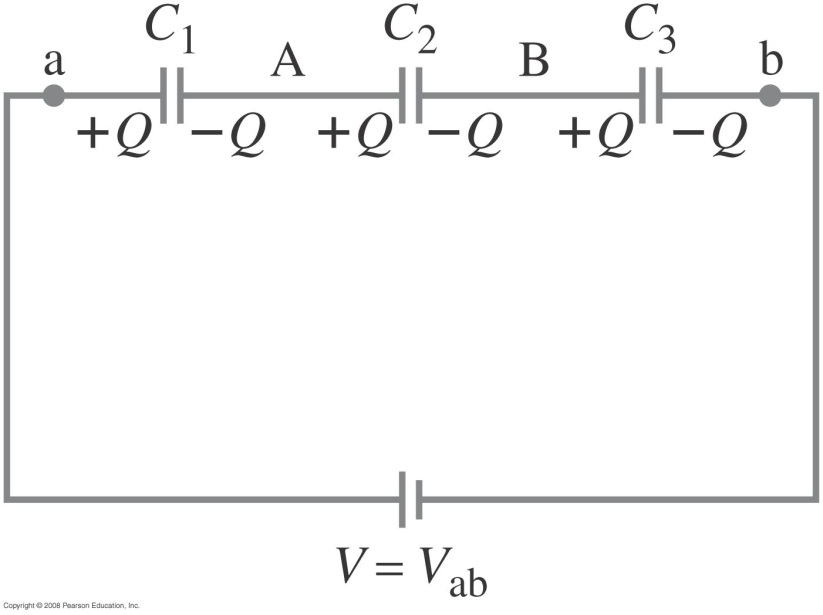 C₁ C₂ C₃
a A B b
+Q −Q +Q −Q +Q −Q
V = Vab
Copyright © 2008 Pearson Education, Inc.